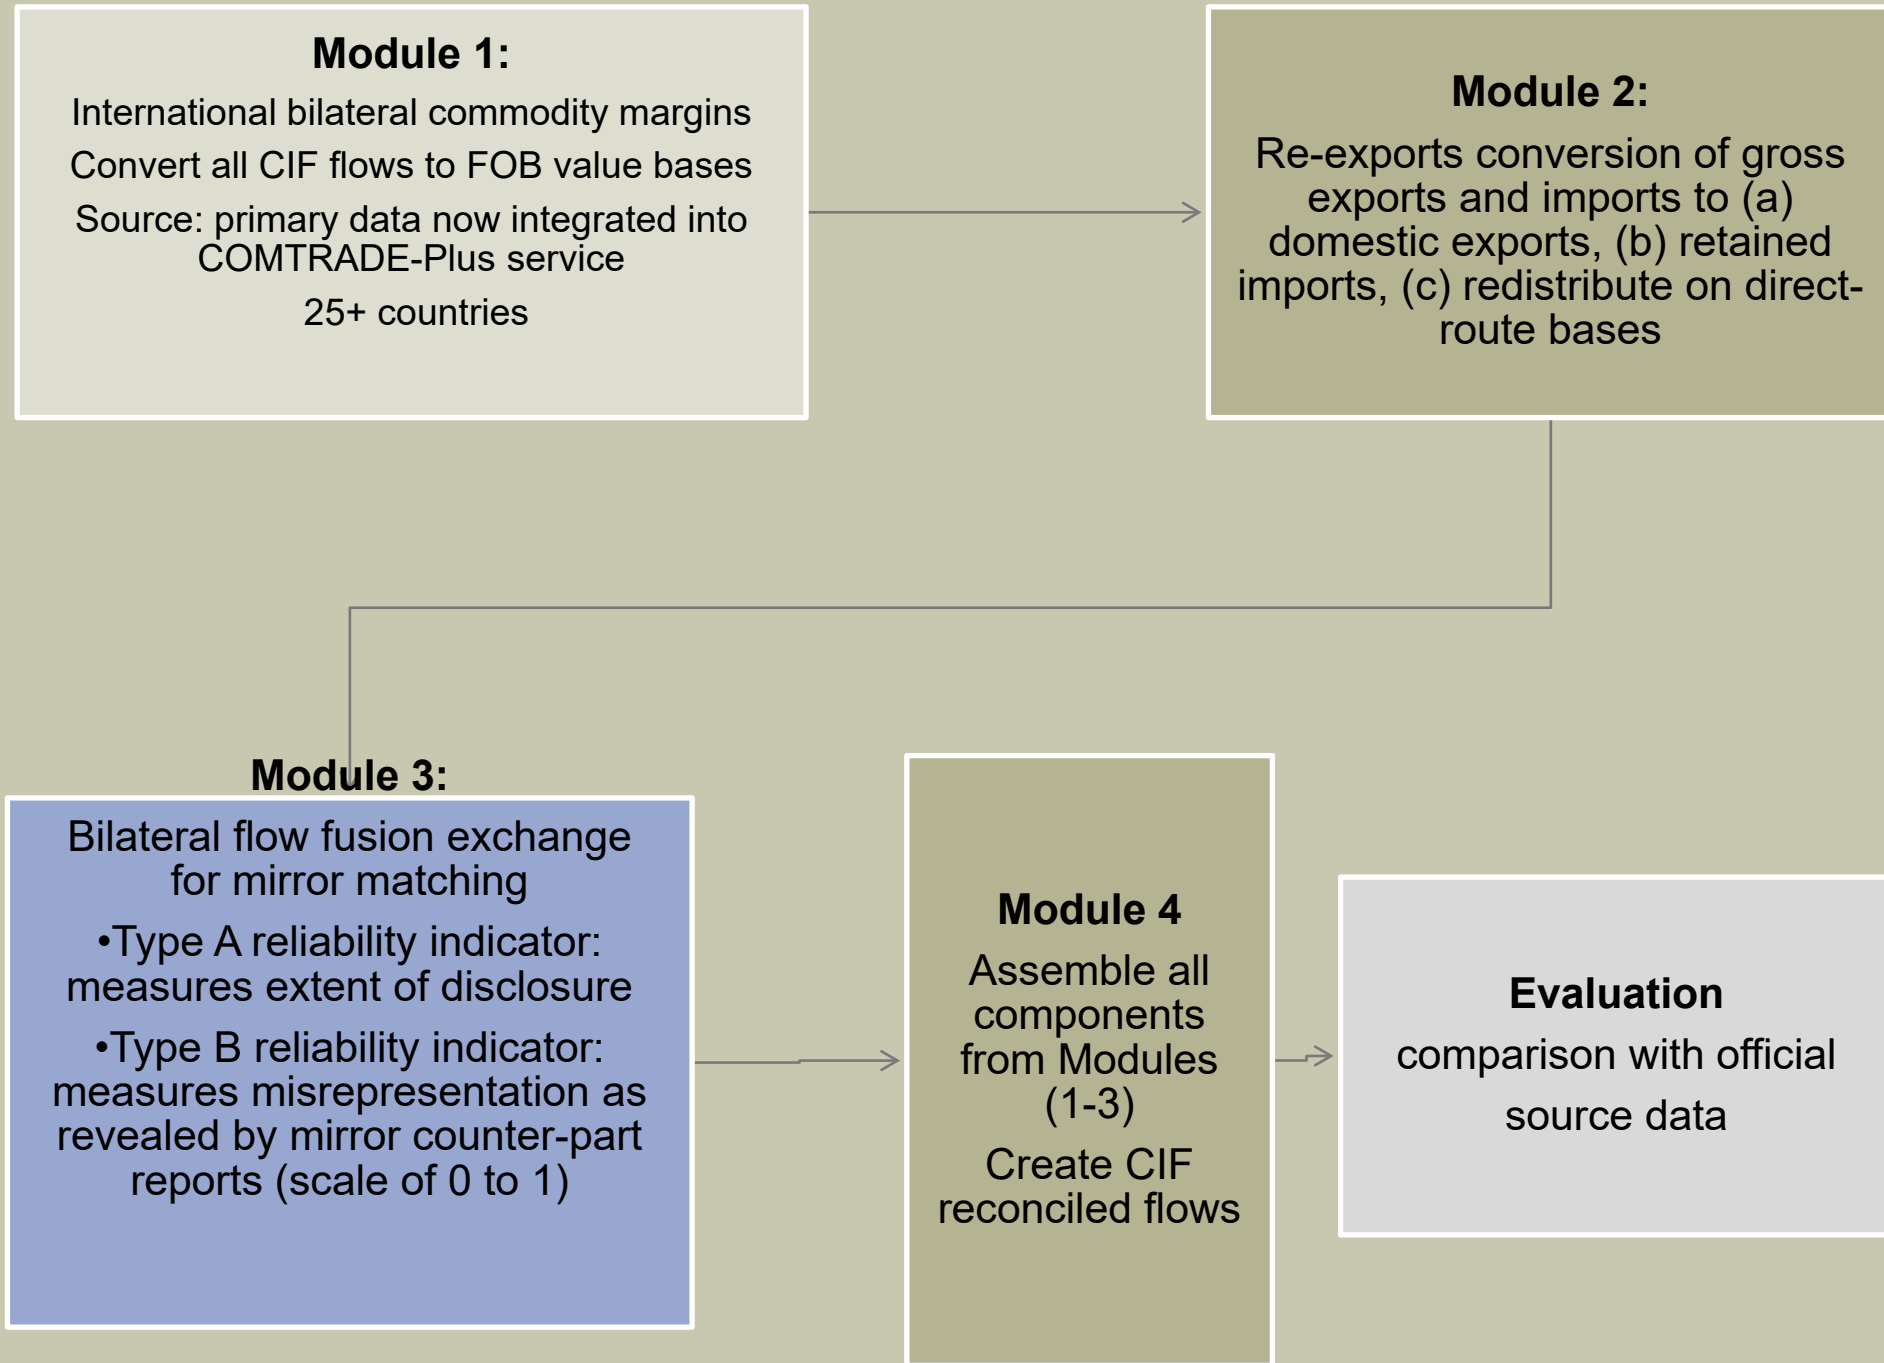 Module 1:
International bilateral commodity margins
Convert all CIF flows to FOB value bases
Source: primary data now integrated into
COMTRADE-Plus service
25+ countries
Module 2:
Re-exports conversion of gross
exports and imports to (a)
domestic exports, (b) retained
imports, (c) redistribute on direct-
route bases
Module 3:
Bilateral flow fusion exchange
for mirror matching
•Type A reliability indicator:
measures extent of disclosure
•Type B reliability indicator:
measures misrepresentation as
revealed by mirror counter-part
reports (scale of 0 to 1)
Module 4
Assemble all
components
from Modules
(1-3)
Create CIF
reconciled flows
Evaluation
comparison with official
source data